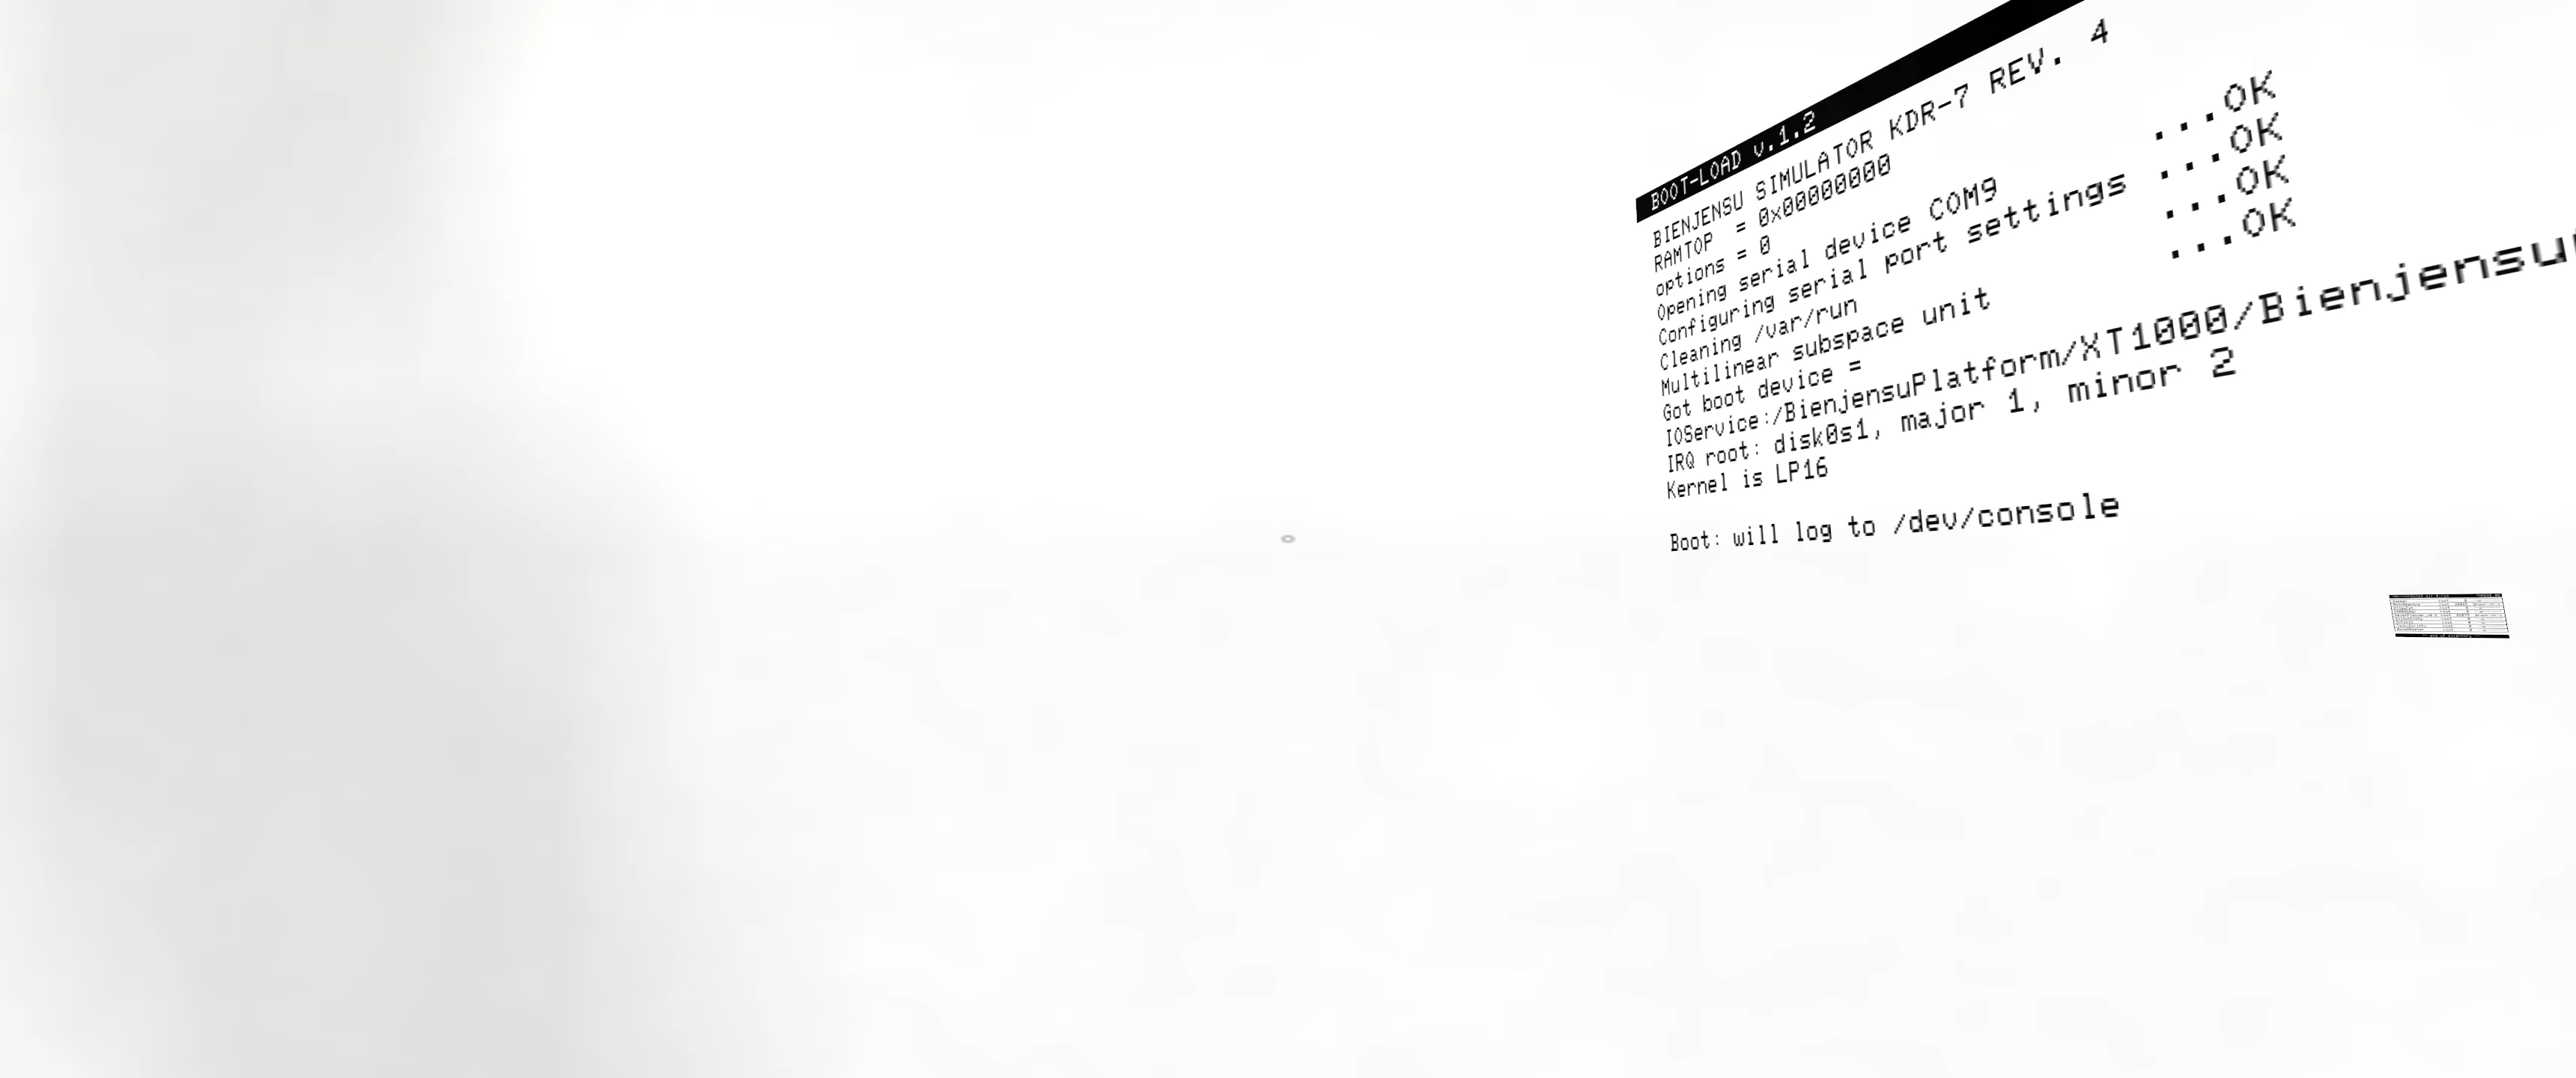 BOOT-LOAD v.1.2
BIENJENSU SIMULATOR KDR-7 REV. 4
RAMTOP = 0x00000000
options = 0
Opening serial device COM9 ...OK
Configuring serial port settings ...OK
Cleaning /var/run ...OK
Multilinear subspace unit ...OK
Got boot device =
IOService:/BienjensuPlatform/XT1000/Bienjensu
IRQ root: disk0s1, major 1, minor 2
Kernel is LP16
Boot: will log to /dev/console